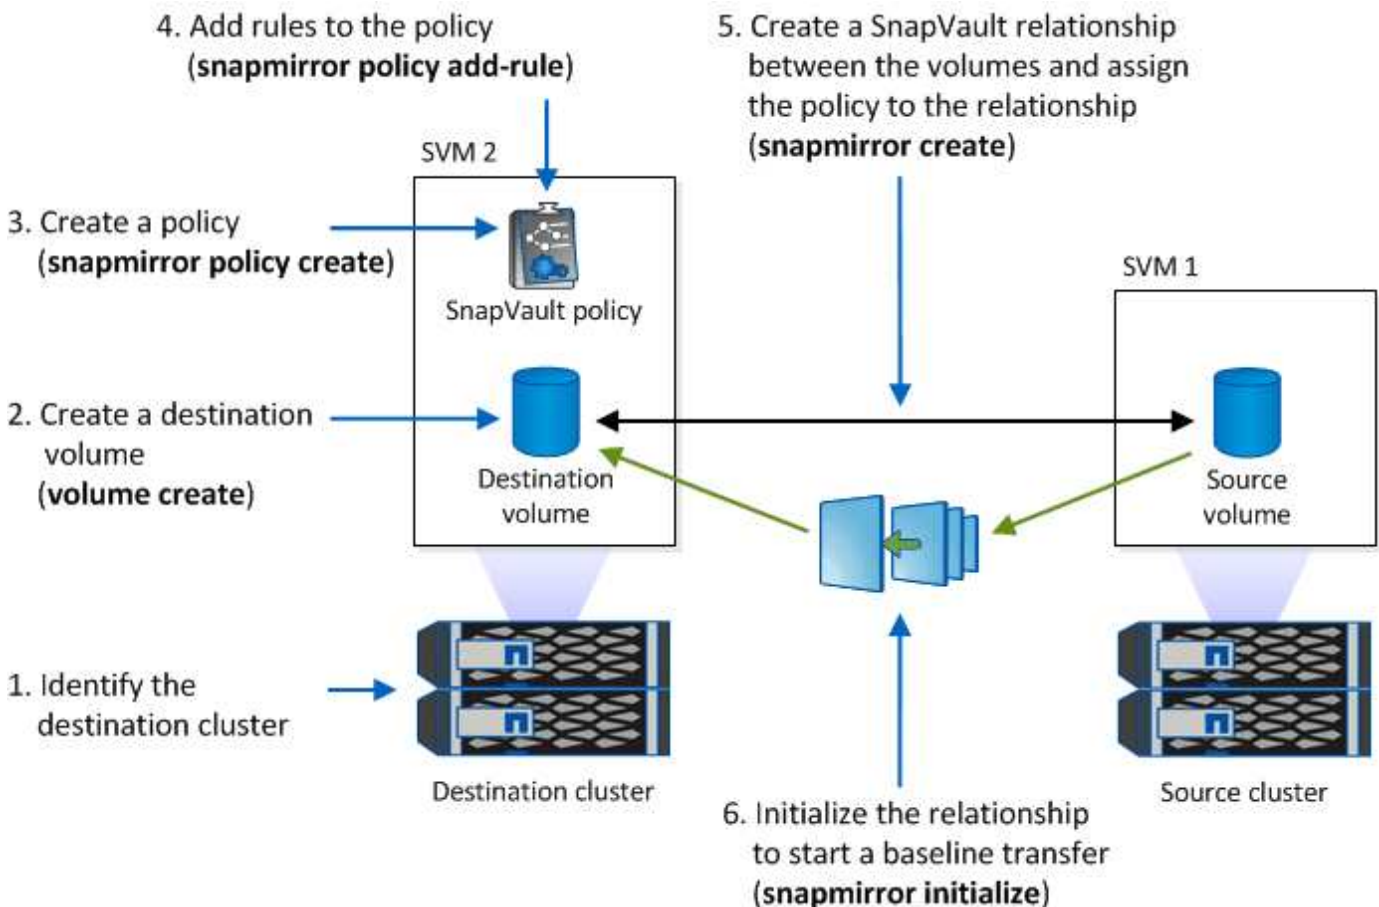 4. Add rules to the policy
(snapmirror policy add-rule)
5. Create a SnapVault relationship
between the volumes and assign
the policy to the relationship
(snapmirror create)
SVM 2
3. Create a policy
(snapmirror policy create)
SnapVault policy
SVM 1
2. Create a destination
volume
(volume create)
Destination
volume
Source
volume
1. Identify the
destination cluster
Destination cluster
Source cluster
6. Initialize the relationship
to start a baseline transfer
(snapmirror initialize)